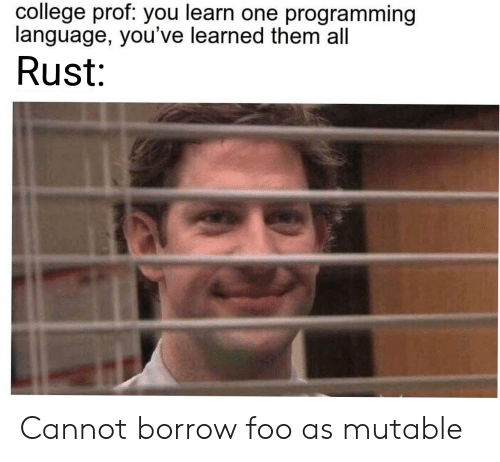 college prof: you learn one programming
language, you've learned them all
Rust:
Cannot borrow foo as mutable